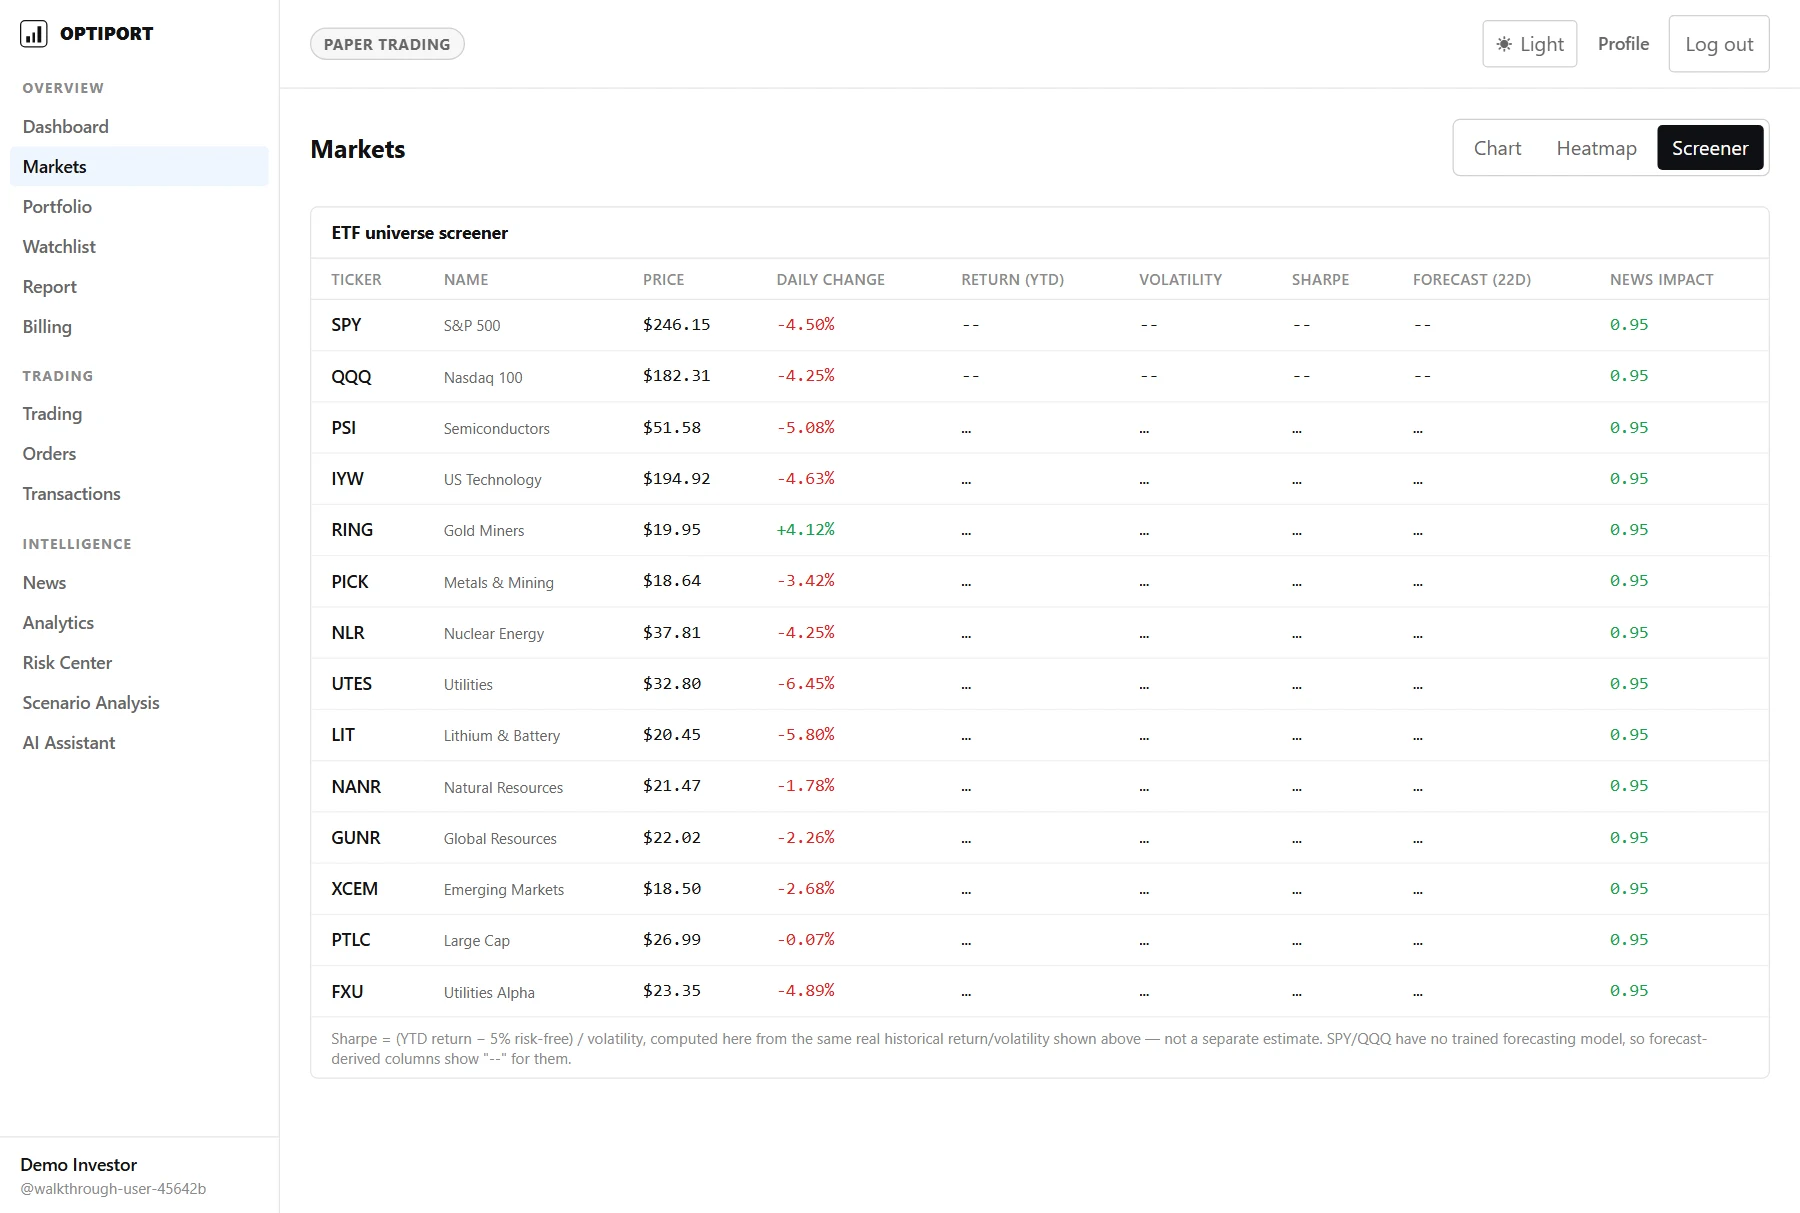 OPTIPORT
OVERVIEW
Dashboard
Markets
Portfolio
Watchlist
Report
Billing
TRADING
Trading
Orders
Transactions
INTELLIGENCE
News
Analytics
Risk Center
Scenario Analysis
AI Assistant
Demo Investor
@walkthrough-user-45642b
PAPER TRADING
Light Profile Log out
Markets
Chart Heatmap Screener
ETF universe screener
TICKER NAME PRICE DAILY CHANGE RETURN (YTD) VOLATILITY SHARPE FORECAST (22D) NEWS IMPACT
SPY S&P 500 $246.15 -4.50% -- -- -- -- 0.95
QQQ Nasdaq 100 $182.31 -4.25% -- -- -- -- 0.95
PSI Semiconductors $51.58 -5.08% … … … … 0.95
IYW US Technology $194.92 -4.63% … … … … 0.95
RING Gold Miners $19.95 +4.12% … … … … 0.95
PICK Metals & Mining $18.64 -3.42% … … … … 0.95
NLR Nuclear Energy $37.81 -4.25% … … … … 0.95
UTES Utilities $32.80 -6.45% … … … … 0.95
LIT Lithium & Battery $20.45 -5.80% … … … … 0.95
NANR Natural Resources $21.47 -1.78% … … … … 0.95
GUNR Global Resources $22.02 -2.26% … … … … 0.95
XCEM Emerging Markets $18.50 -2.68% … … … … 0.95
PTLC Large Cap $26.99 -0.07% … … … … 0.95
FXU Utilities Alpha $23.35 -4.89% … … … … 0.95
Sharpe = (YTD return − 5% risk-free) / volatility, computed here from the same real historical return/volatility shown above — not a separate estimate. SPY/QQQ have no trained forecasting model, so forecast-
derived columns show "--" for them.